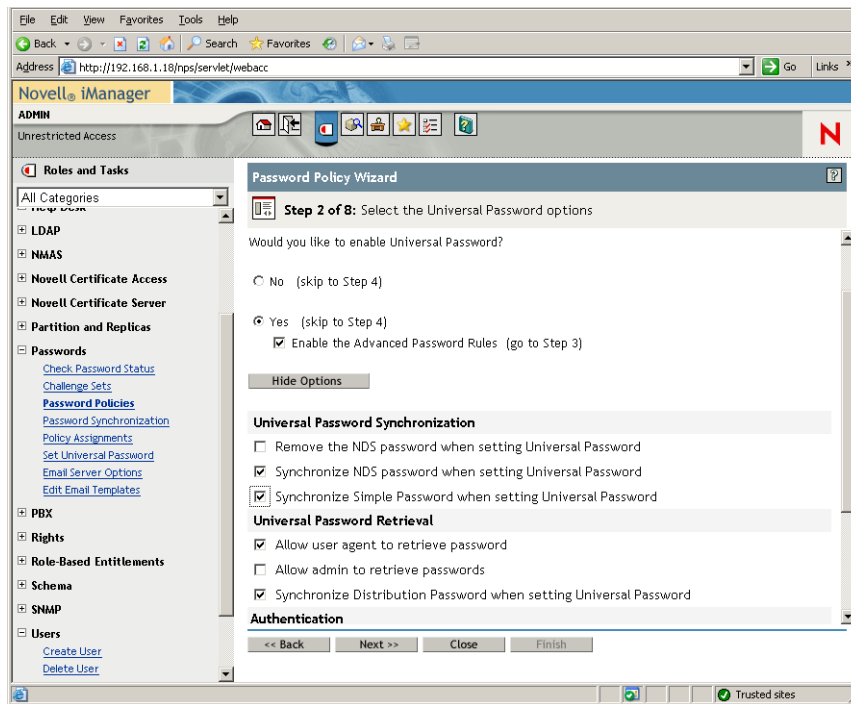 File Edit View Favorites Tools Help
Back Search Favorites
Address http://192.168.1.18/nps/servlet/webacc Go Links »
Novell® iManager
ADMIN
Unrestricted Access
N
Roles and Tasks
All Categories
Help Desk
LDAP
NMAS
Novell Certificate Access
Novell Certificate Server
Partition and Replicas
Passwords
Check Password Status
Challenge Sets
Password Policies
Password Synchronization
Policy Assignments
Set Universal Password
Email Server Options
Edit Email Templates
PBX
Rights
Role-Based Entitlements
Schema
SNMP
Users
Create User
Delete User
Password Policy Wizard ?
Step 2 of 8: Select the Universal Password options
Would you like to enable Universal Password?
No (skip to Step 4)
Yes (skip to Step 4)
Enable the Advanced Password Rules (go to Step 3)
Hide Options
Universal Password Synchronization
Remove the NDS password when setting Universal Password
Synchronize NDS password when setting Universal Password
Synchronize Simple Password when setting Universal Password
Universal Password Retrieval
Allow user agent to retrieve password
Allow admin to retrieve passwords
Synchronize Distribution Password when setting Universal Password
Authentication
<< Back Next >> Close Finish
Trusted sites